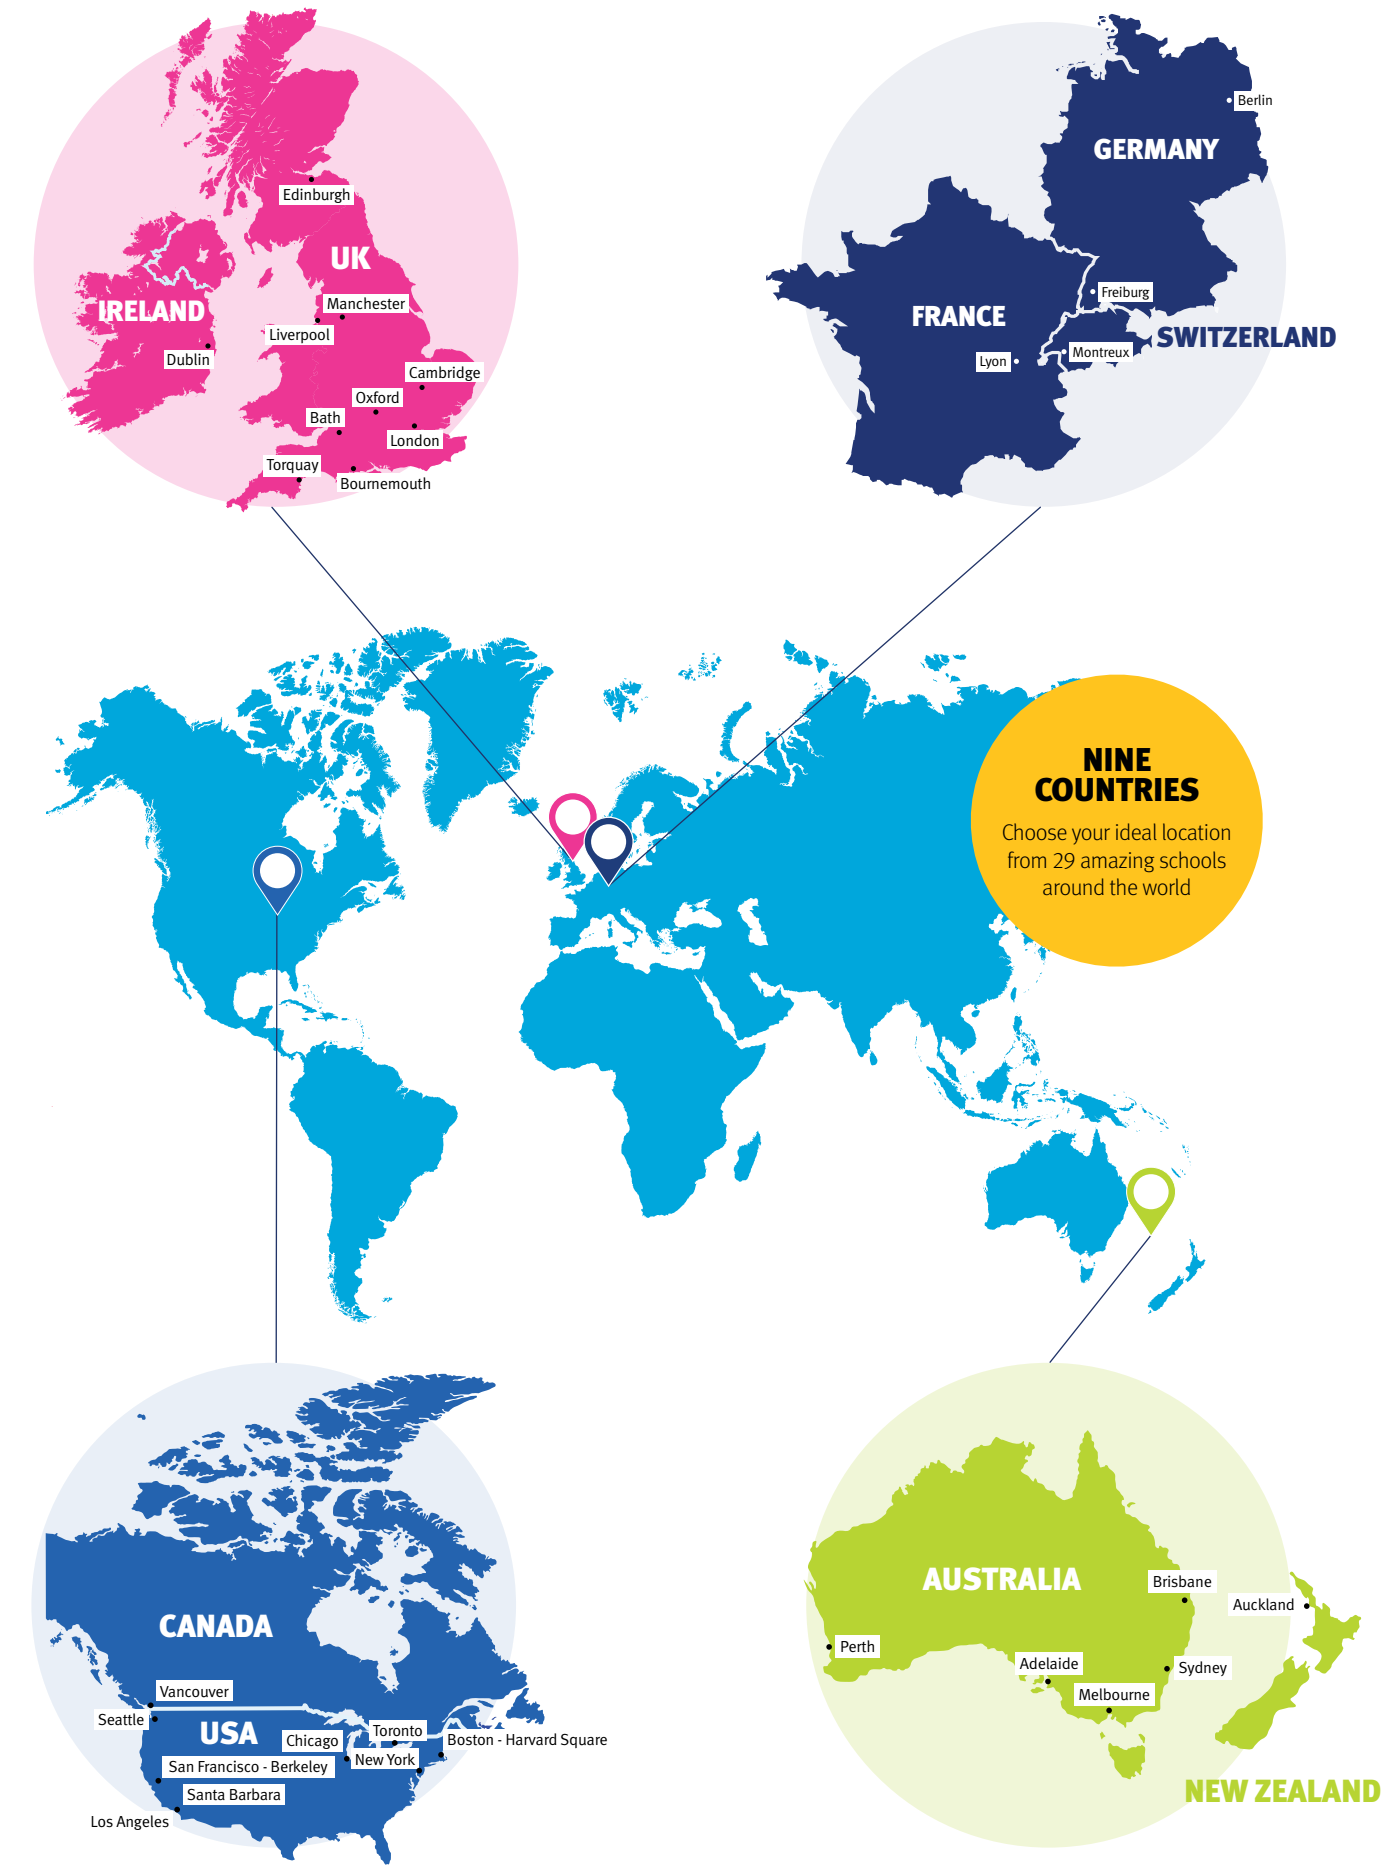 Edinburgh
UK
IRELAND
Manchester
Liverpool
Dublin
Cambridge
Oxford
Bath
London
Torquay
Bournemouth
Berlin
GERMANY
Freiburg
FRANCE
SWITZERLAND
Montreux
Lyon
NINE
COUNTRIES
Choose your ideal location
from 29 amazing schools
around the world
CANADA
Vancouver
Seattle
USA
Toronto
Chicago
Boston - Harvard Square
New York
San Francisco - Berkeley
Santa Barbara
Los Angeles
AUSTRALIA
Brisbane
Auckland
Perth
Adelaide
Sydney
Melbourne
NEW ZEALAND